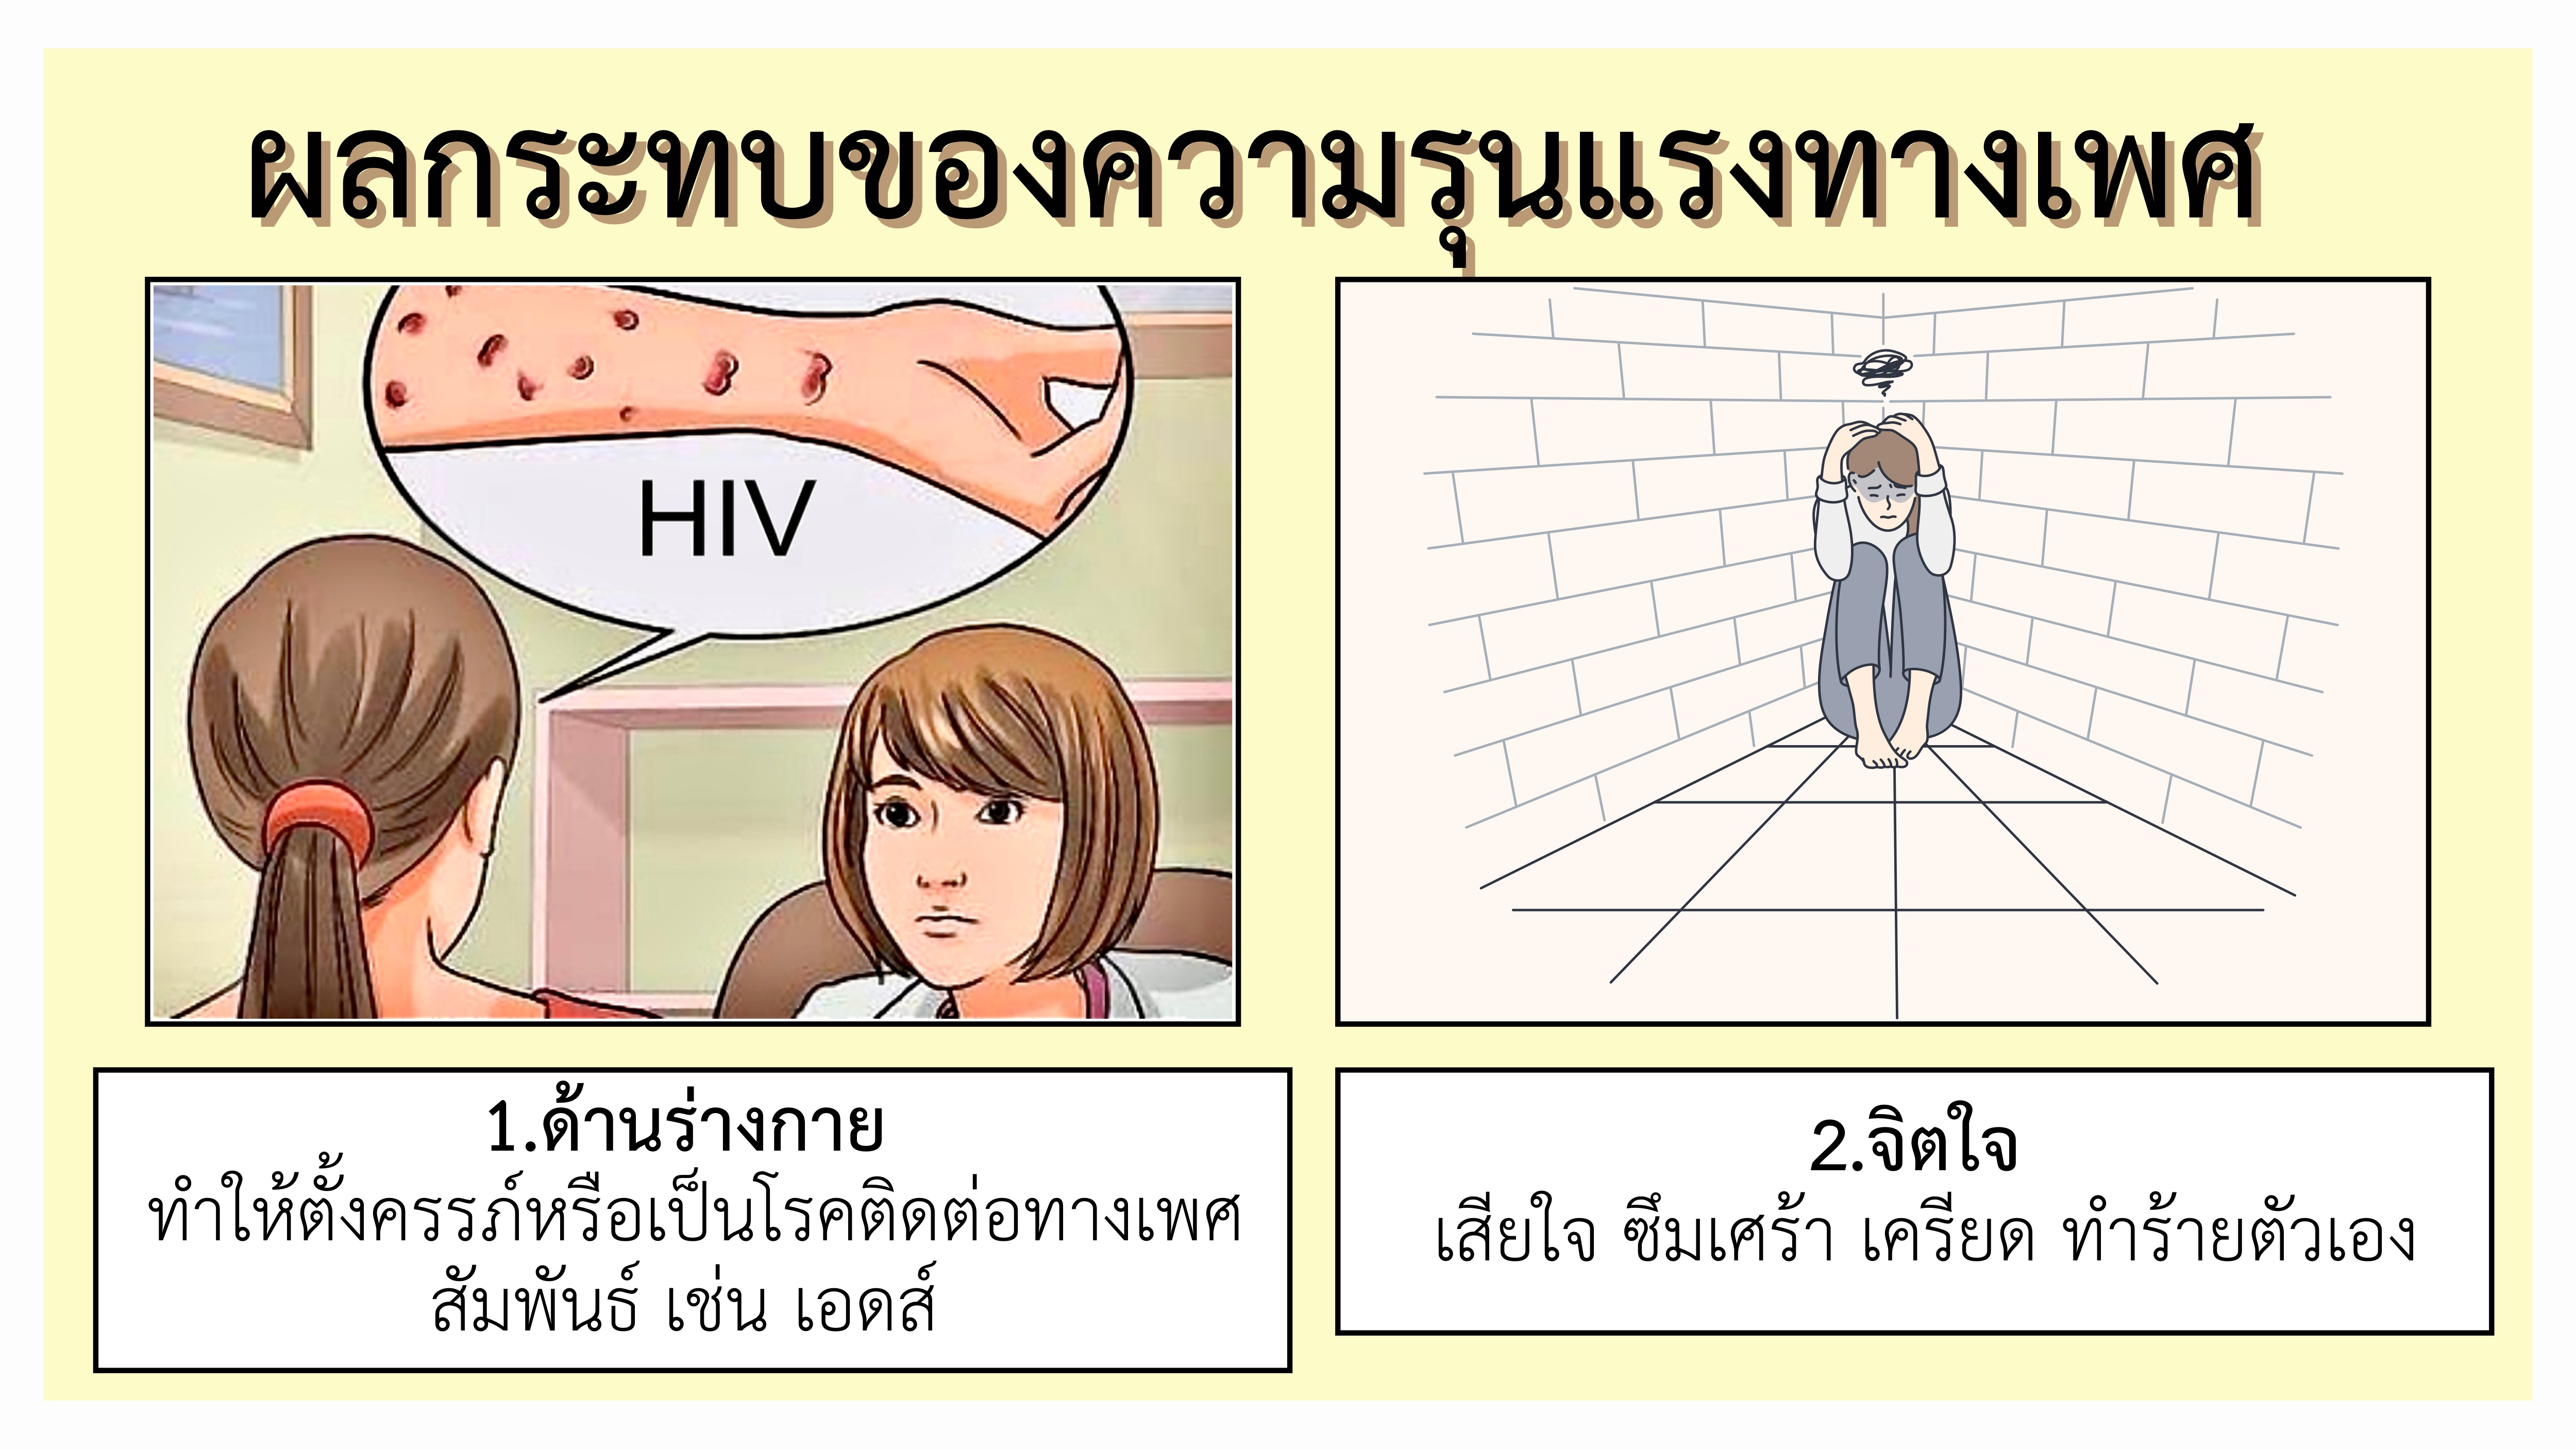 ผลกระทบของความรุนแรงทางเพศ
HIV
1.ด้านร่างกาย
ทำให้ตั้งครรภ์หรือเป็นโรคติดต่อทางเพศ
สัมพันธ์ เช่น เอดส์
2.จิตใจ
เสียใจ ซึมเศร้า เครียด ทำร้ายตัวเอง